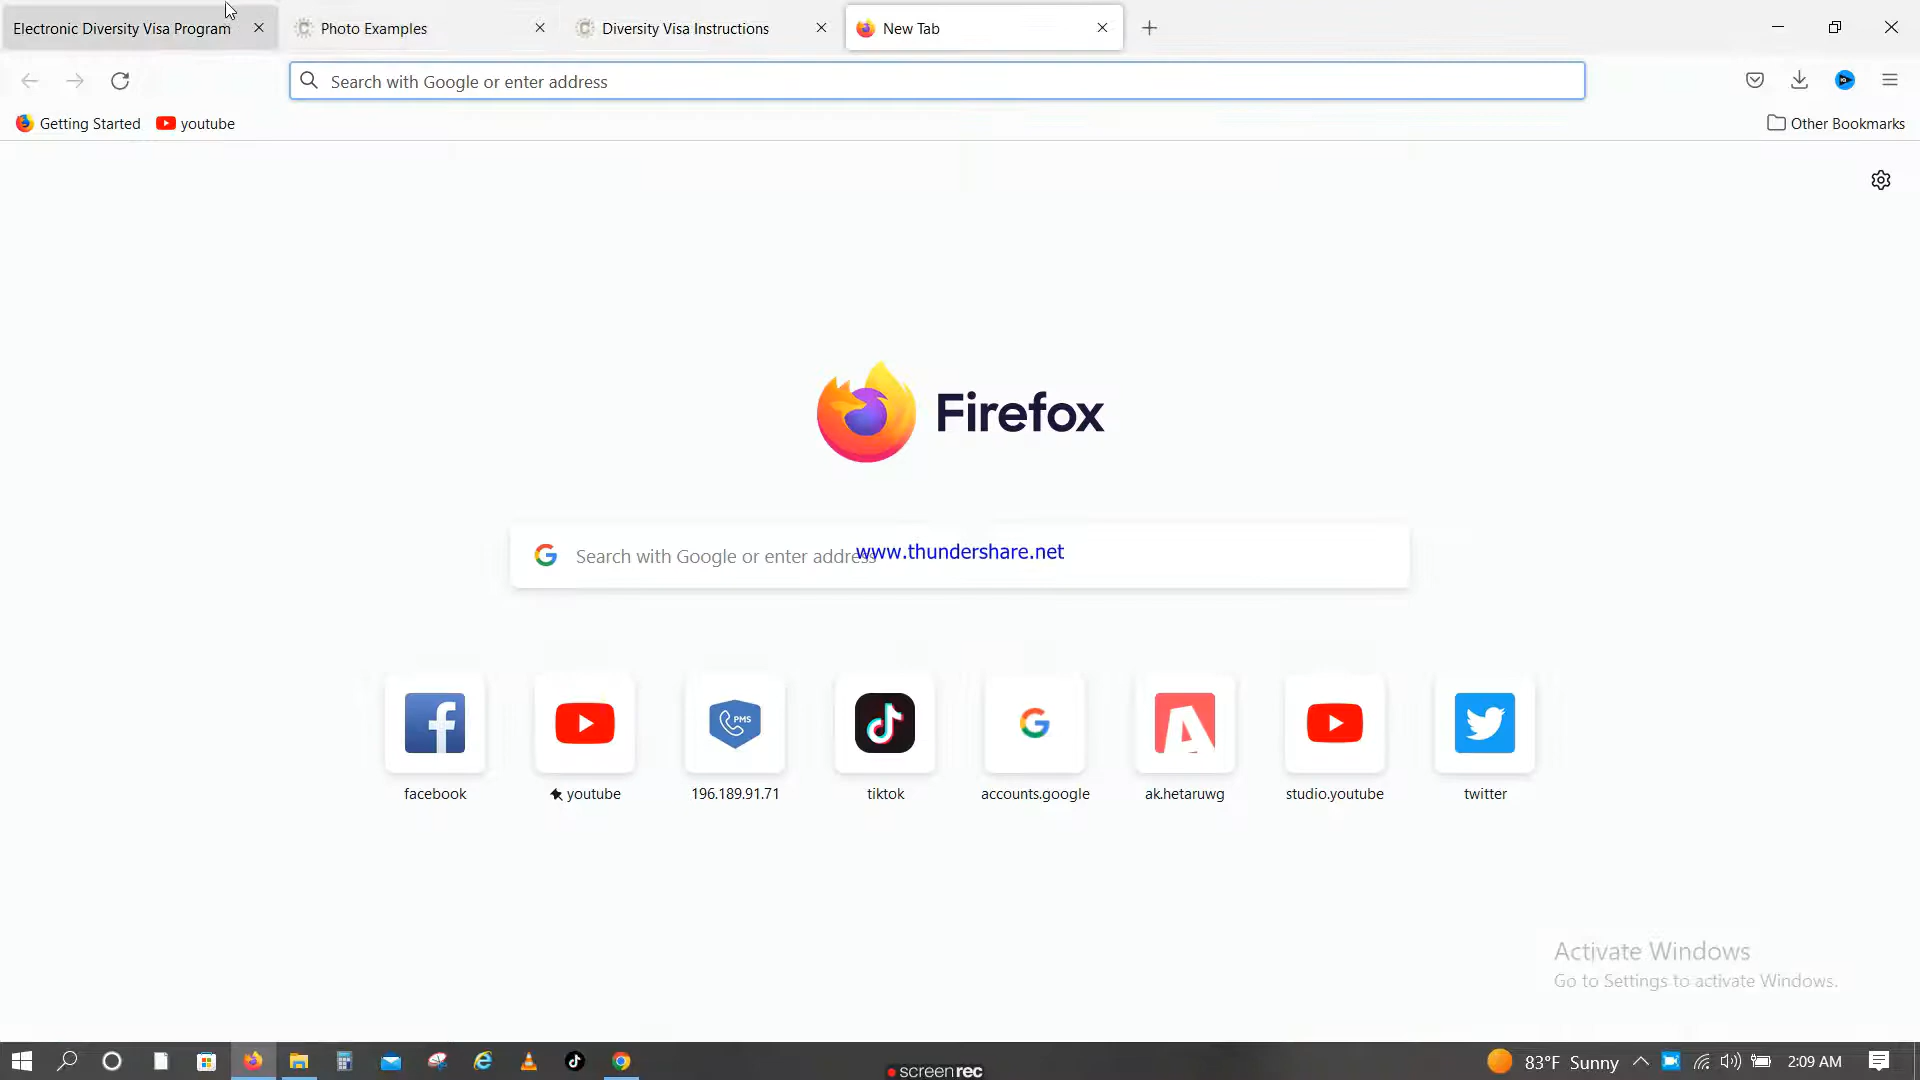 Electronic Diversity Visa Program
Photo Examples
Diversity Visa Instructions
New Tab
Search with Google or enter address
Getting Started
youtube
Other Bookmarks
Firefox
Search with Google or enter address
www.thundershare.net
PMS
facebook
youtube
196.189.91.71
tiktok
accounts.google
ak.hetaruwg
studio.youtube
twitter
Activate Windows
Go to Settings to activate Windows.
screenrec
83°F Sunny
2:09 AM